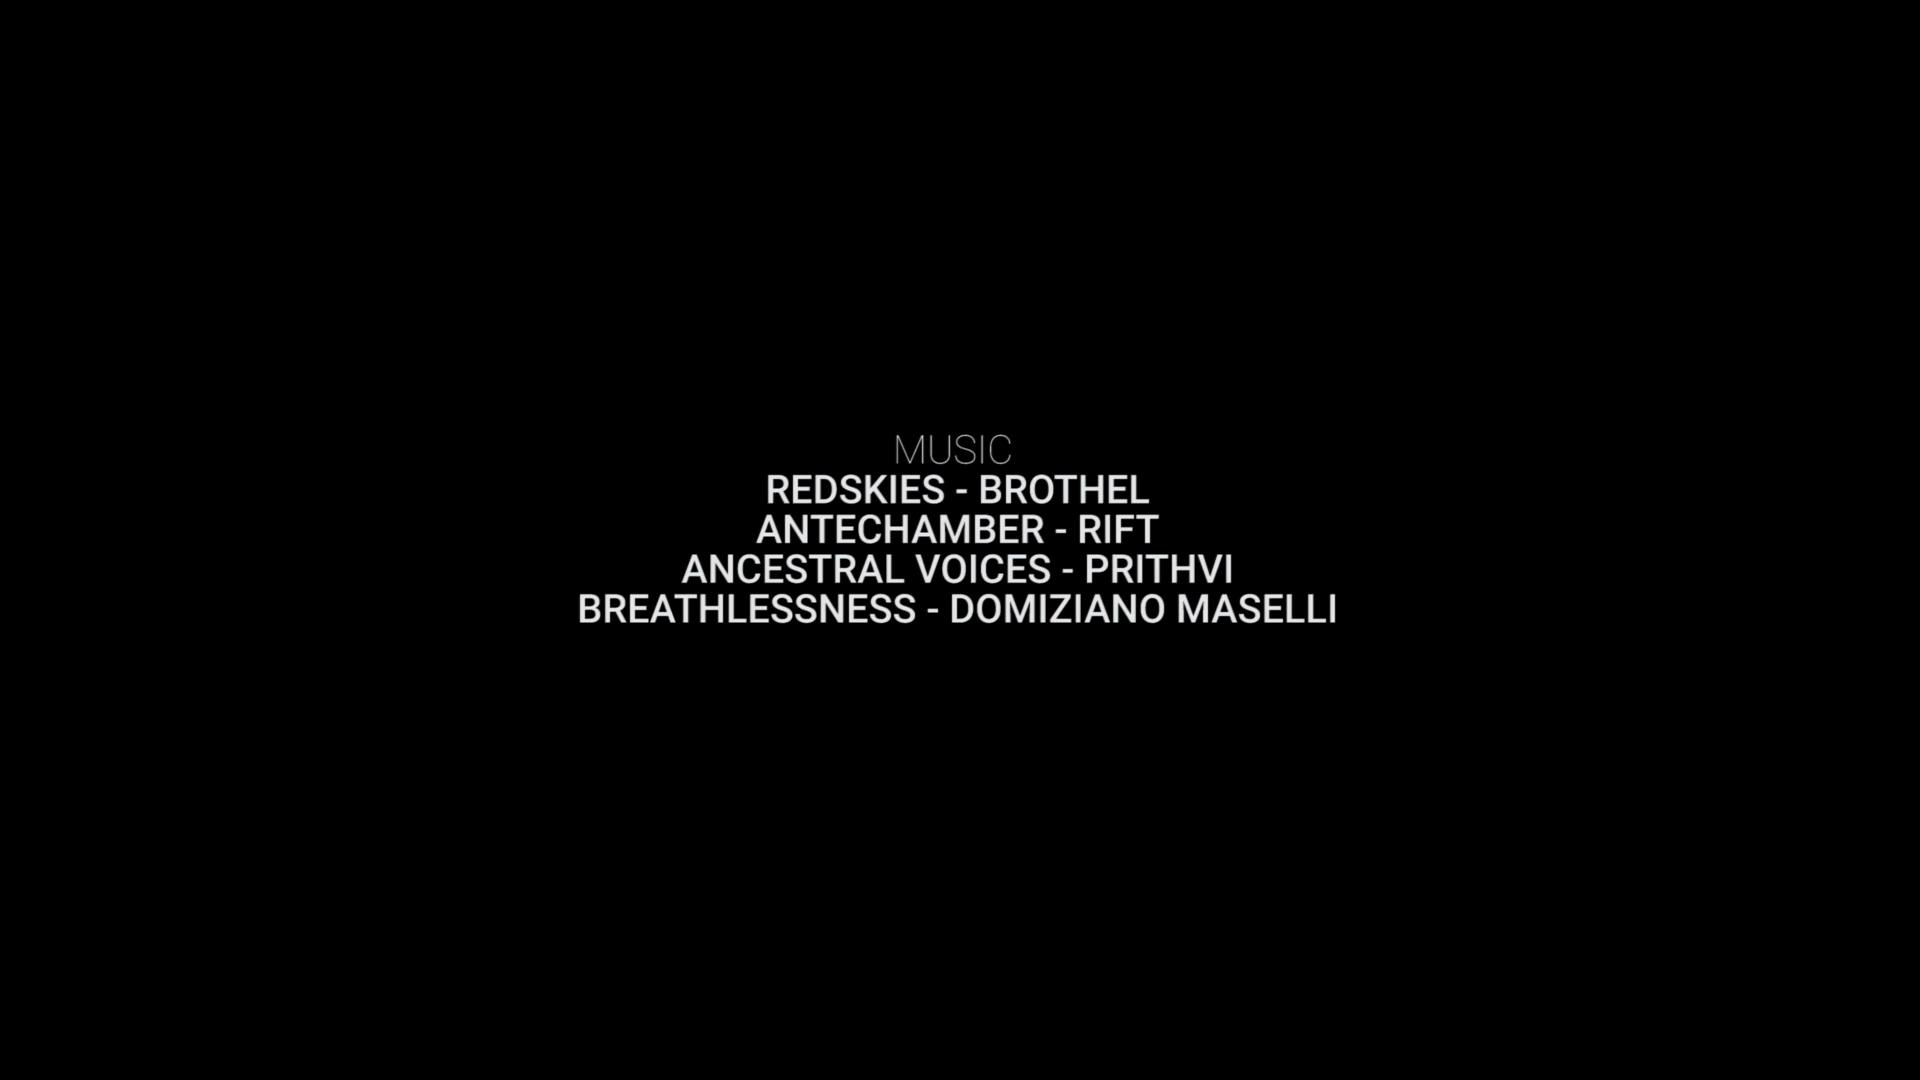 MUSIC
REDSKIES - BROTHEL
ANTECHAMBER - RIFT
ANCESTRAL VOICES - PRITHVI
BREATHLESSNESS - DOMIZIANO MASELLI